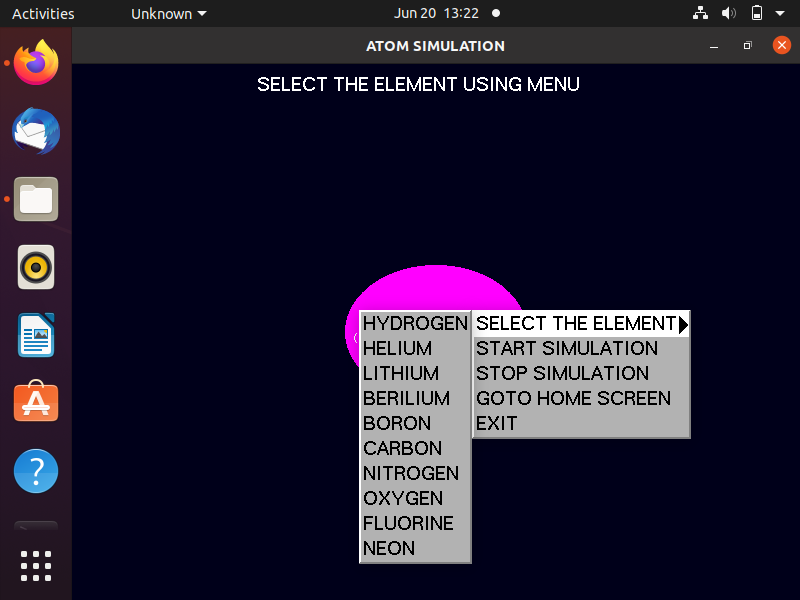 Activities
Unknown
Jun 20 13:22
ATOM SIMULATION
SELECT THE ELEMENT USING MENU
HYDROGEN
HELIUM
LITHIUM
BERILIUM
BORON
CARBON
NITROGEN
OXYGEN
FLUORINE
NEON
SELECT THE ELEMENT
START SIMULATION
STOP SIMULATION
GOTO HOME SCREEN
EXIT